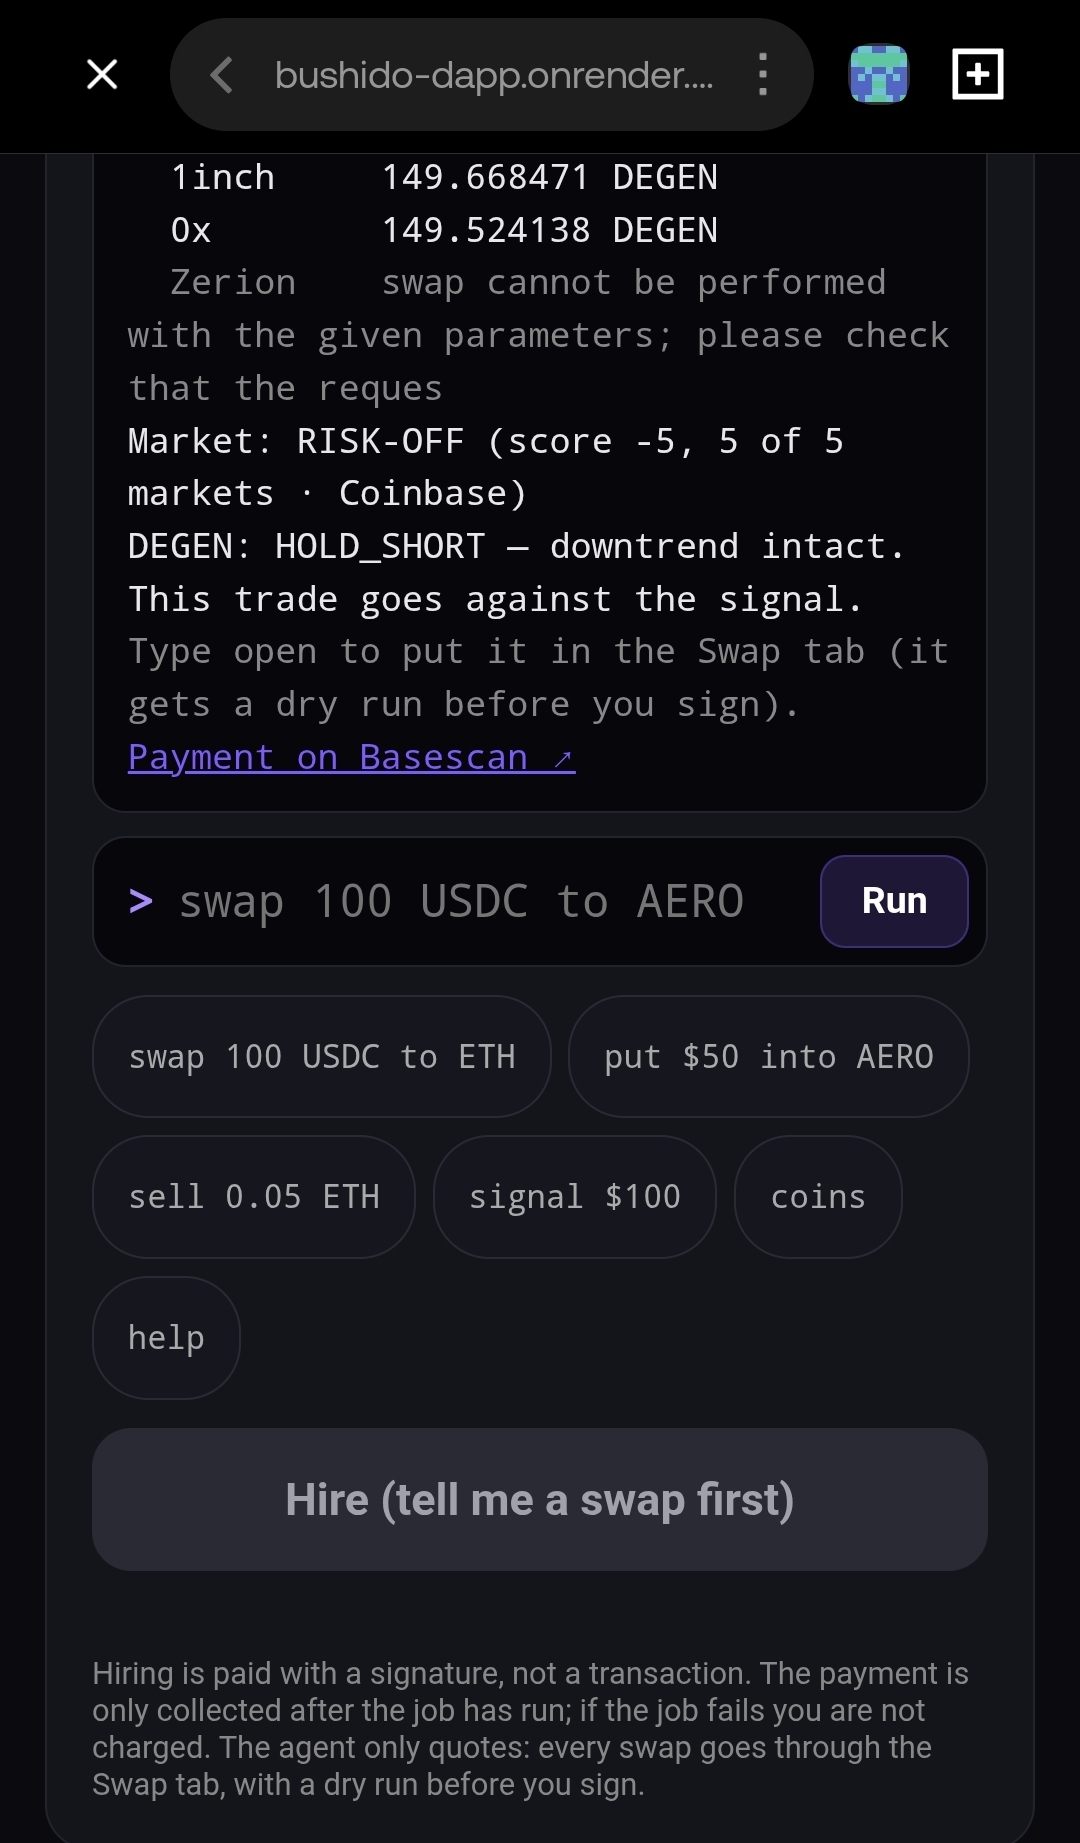 bushido-dapp.onrender....
1inch 149.668471 DEGEN
0x 149.524138 DEGEN
Zerion swap cannot be performed
with the given parameters; please check
that the reques
Market: RISK-OFF (score -5, 5 of 5
markets · Coinbase)
DEGEN: HOLD_SHORT — downtrend intact.
This trade goes against the signal.
Type open to put it in the Swap tab (it
gets a dry run before you sign).
Payment on Basescan ↗
> swap 100 USDC to AERO
Run
swap 100 USDC to ETH
put $50 into AERO
sell 0.05 ETH
signal $100
coins
help
Hire (tell me a swap first)
Hiring is paid with a signature, not a transaction. The payment is
only collected after the job has run; if the job fails you are not
charged. The agent only quotes: every swap goes through the
Swap tab, with a dry run before you sign.